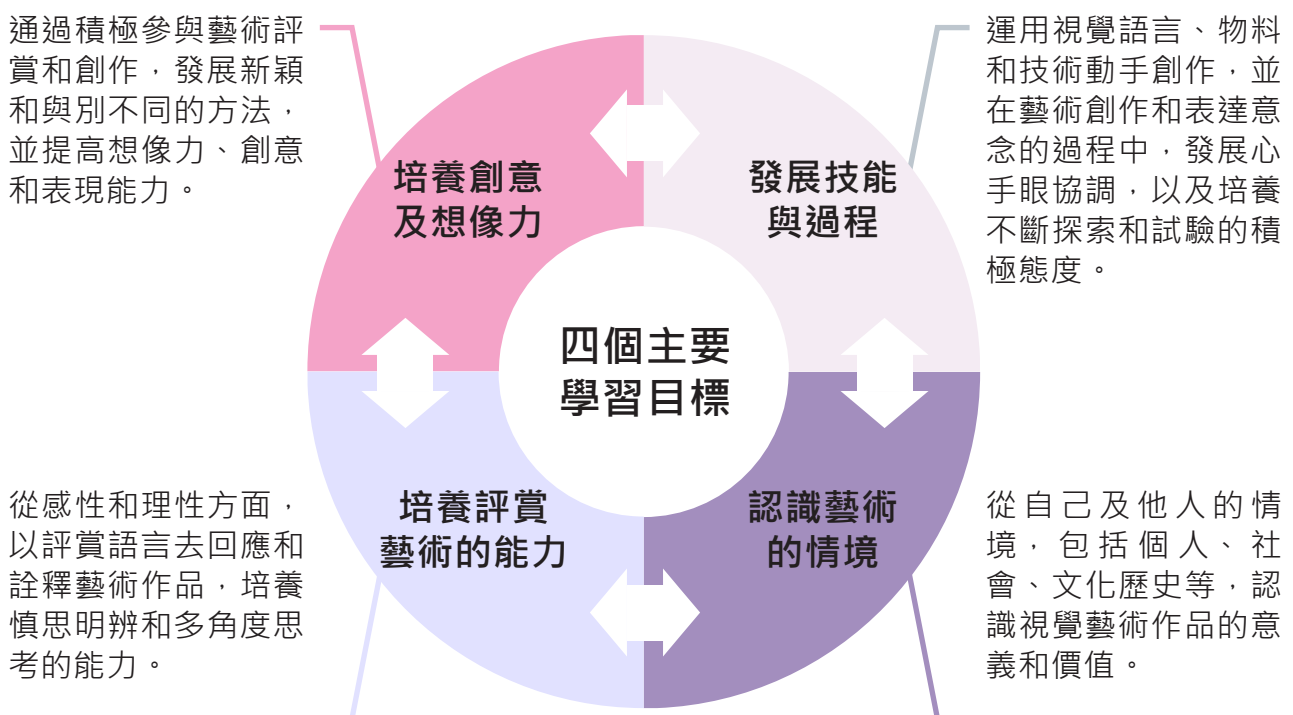 通過積極參與藝術評
賞和創作，發展新穎
和與別不同的方法，
並提高想像力、創意
和表現能力。
培養創意
及想像力
發展技能
與過程
運用視覺語言、物料
和技術動手創作，並
在藝術創作和表達意
念的過程中，發展心
手眼協調，以及培養
不斷探索和試驗的積
極態度。
四個主要
學習目標
從感性和理性方面，
以評賞語言去回應和
詮釋藝術作品，培養
慎思明辨和多角度思
考的能力。
培養評賞
藝術的能力
認識藝術
的情境
從自己及他人的情
境，包括個人、社
會、文化歷史等，認
識視覺藝術作品的意
義和價值。